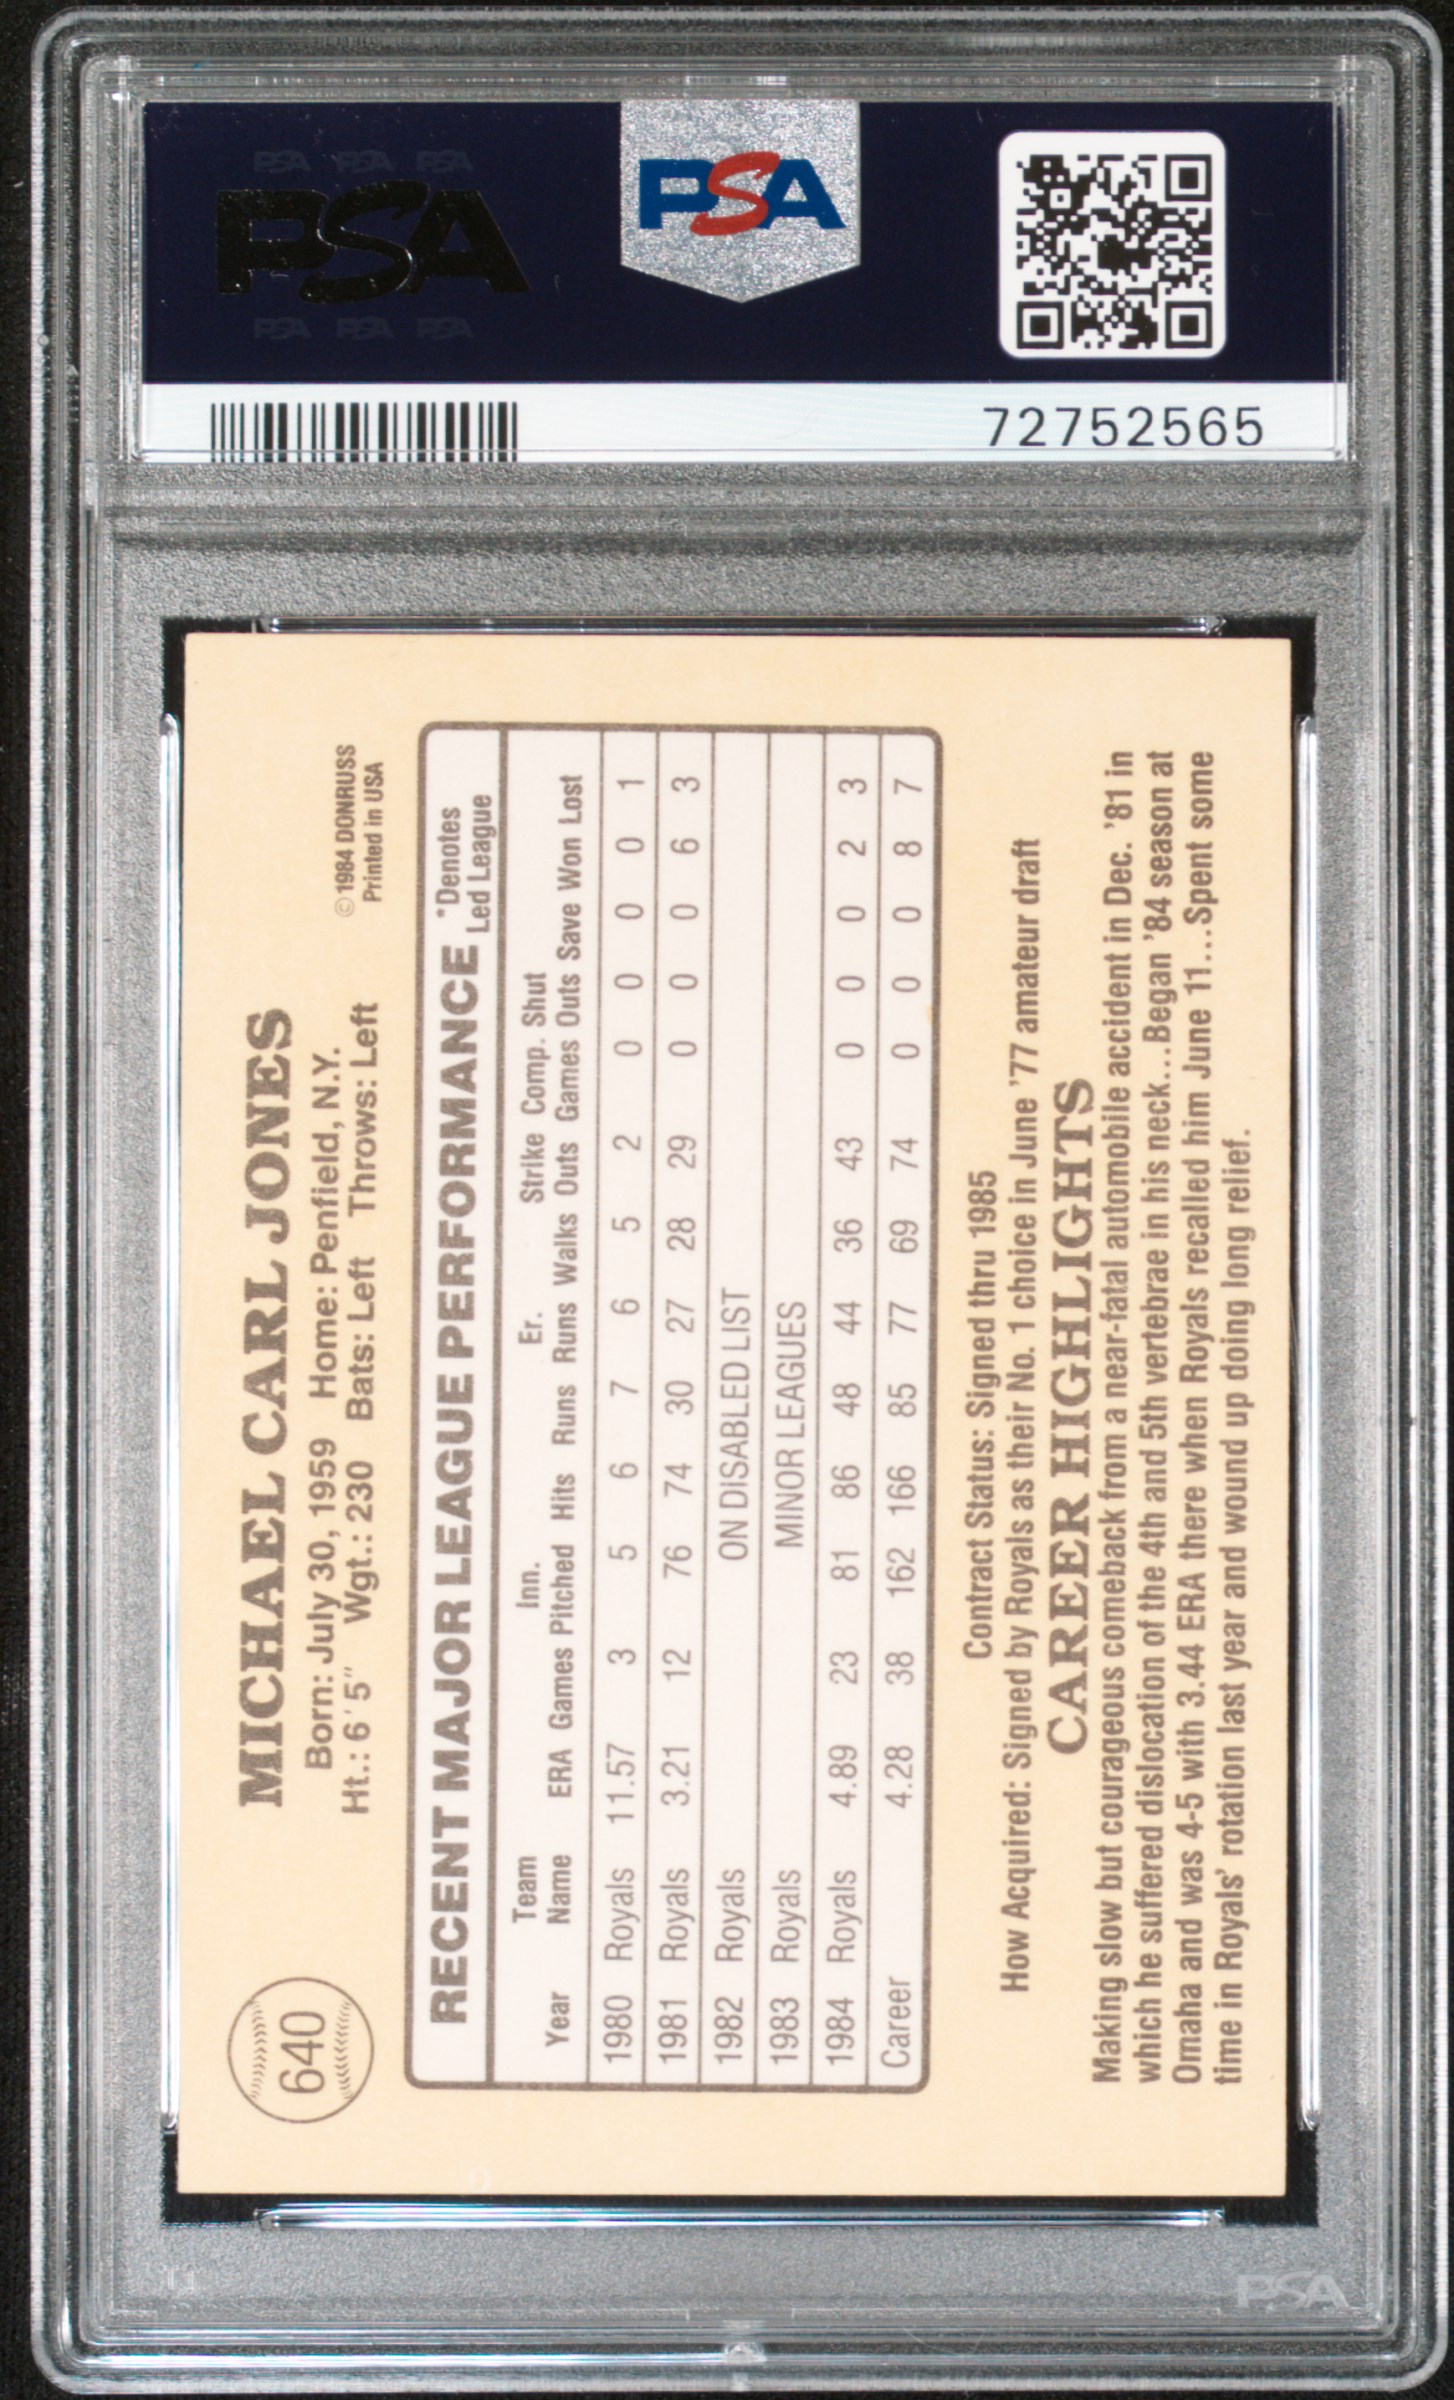 PSA PSA PSA
PSA
PSA PSA PSA
PSA
72752565
640
MICHAEL CARL JONES
© 1984 DONRUSS
Printed in USA
Born: July 30, 1959 Home: Penfield, N.Y.
Ht.: 6'5" Wgt.: 230 Bats: Left Throws: Left
RECENT MAJOR LEAGUE PERFORMANCE *Denotes Led League
Team Inn. Er. Strike Comp. Shut
Year Name ERA Games Pitched Hits Runs Runs Walks Outs Games Outs Save Won Lost
1980 Royals 11.57 3 5 6 7 6 5 2 0 0 0 0 1
1981 Royals 3.21 12 76 74 30 27 28 29 0 0 0 6 3
1982 Royals ON DISABLED LIST
1983 Royals MINOR LEAGUES
1984 Royals 4.89 23 81 86 48 44 36 43 0 0 0 2 3
Career 4.28 38 162 166 85 77 69 74 0 0 0 8 7
Contract Status: Signed thru 1985
How Acquired: Signed by Royals as their No. 1 choice in June '77 amateur draft
CAREER HIGHLIGHTS
Making slow but courageous comeback from a near-fatal automobile accident in Dec. '81 in
which he suffered dislocation of the 4th and 5th vertebrae in his neck...Began '84 season at
Omaha and was 4-5 with 3.44 ERA there when Royals recalled him June 11...Spent some
time in Royals' rotation last year and wound up doing long relief.
PSA